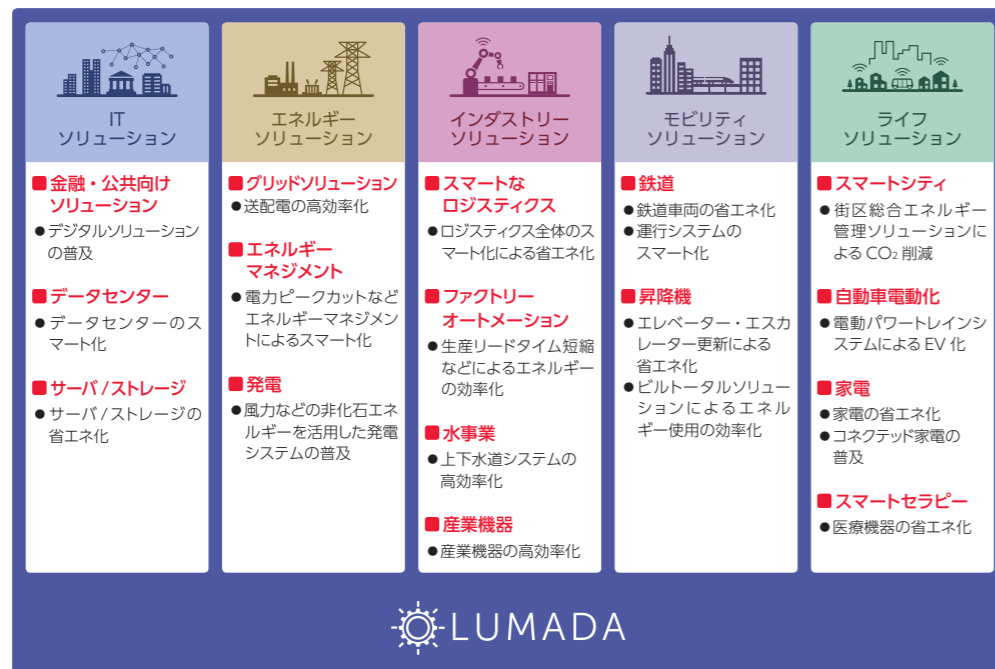 IT
ソリューション
■金融・公共向け
ソリューション
●デジタルソリューション
の普及
■データセンター
●データセンターのス
マート化
■サーバ/ストレージ
●サーバ/ストレージの
省エネ化
エネルギー
ソリューション
■グリッドソリューション
●送配電の高効率化
■エネルギー
マネジメント
●電力ピークカットなど
エネルギーマネジメン
トによるスマート化
■発電
●風力などの非化石エネ
ルギーを活用した発電
システムの普及
インダストリー
ソリューション
■スマートな
ロジスティクス
●ロジスティクス全体のス
マート化による省エネ化
■ファクトリー
オートメーション
●生産リードタイム短縮
などによるエネルギー
の効率化
■水事業
●上下水道システムの
高効率化
■産業機器
●産業機器の高効率化
モビリティ
ソリューション
■鉄道
●鉄道車両の省エネ化
●運行システムの
スマート化
■昇降機
●エレベーター・エスカ
レーター更新による
省エネ化
●ビルトータルソリュー
ションによるエネル
ギー使用の効率化
ライフ
ソリューション
■スマートシティ
●街区総合エネルギー
管理ソリューションに
よるCO₂削減
■自動車電動化
●電動パワートレインシ
ステムによるEV化
■家電
●家電の省エネ化
●コネクテッド家電の
普及
■スマートセラピー
●医療機器の省エネ化
LUMADA